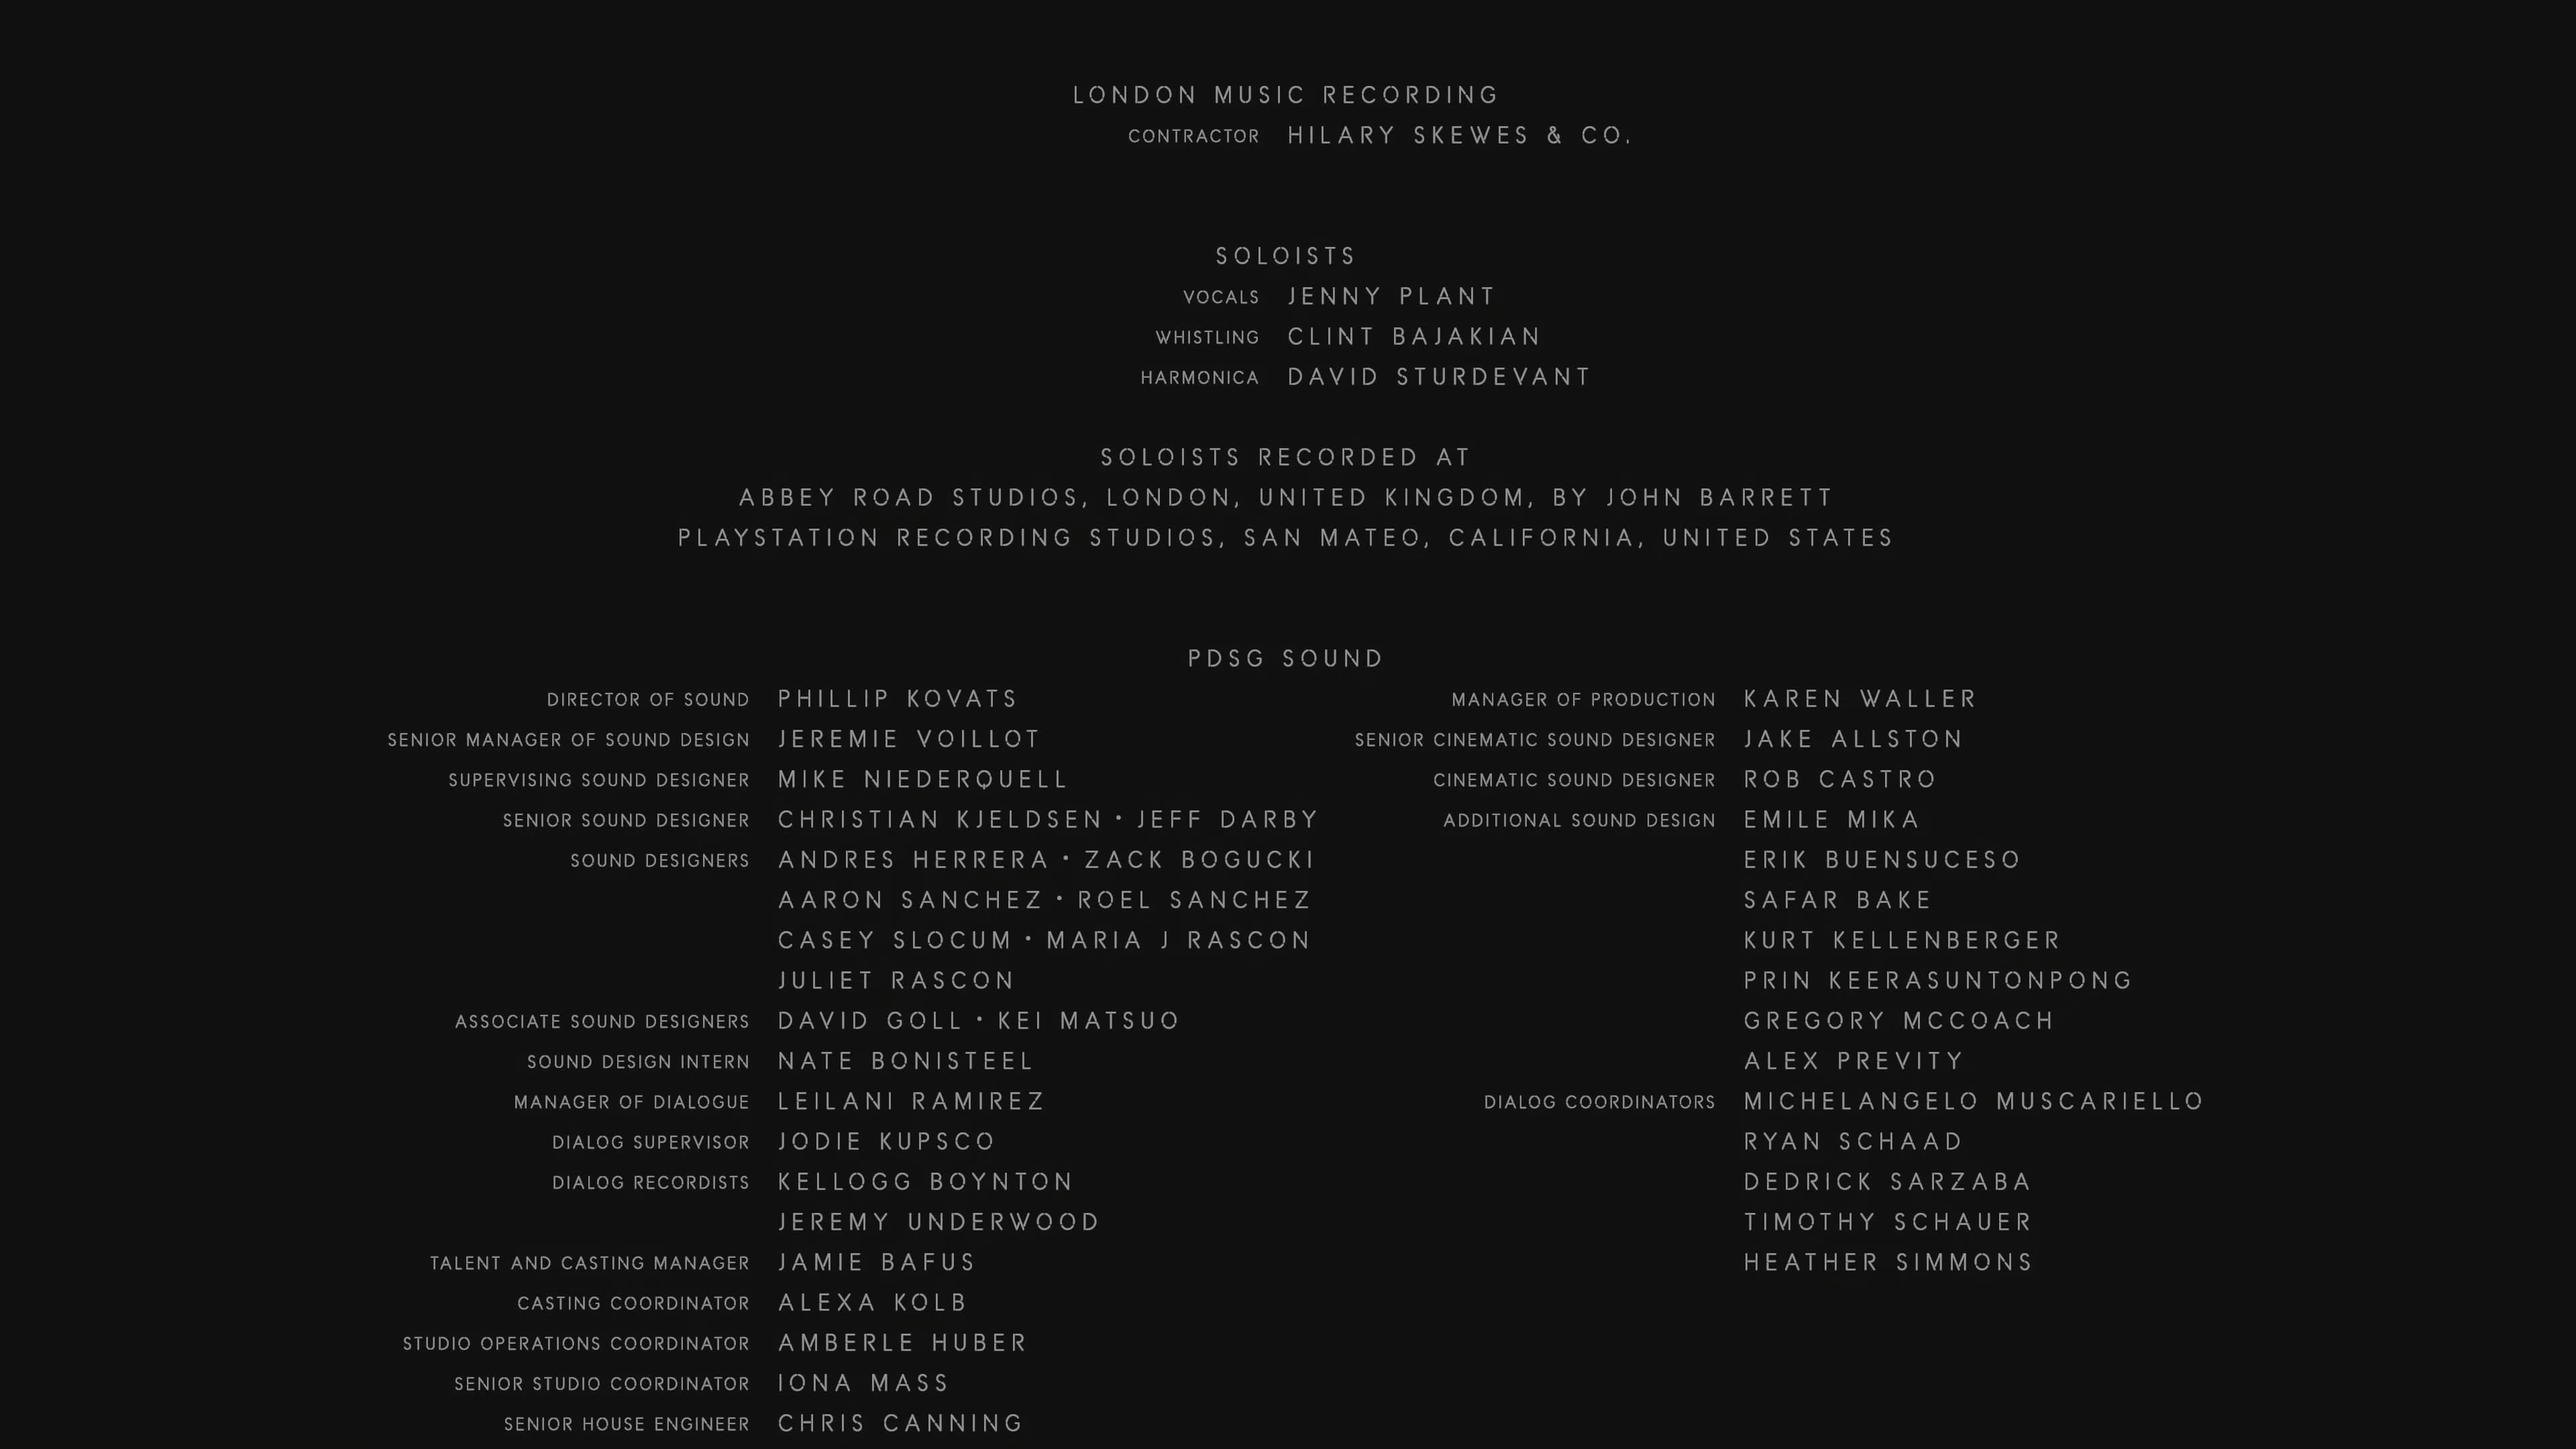 LONDON MUSIC RECORDING
CONTRACTOR HILARY SKEWES & CO.
SOLOISTS
VOCALS JENNY PLANT
WHISTLING CLINT BAJAKIAN
HARMONICA DAVID STURDEVANT
SOLOISTS RECORDED AT
ABBEY ROAD STUDIOS, LONDON, UNITED KINGDOM, BY JOHN BARRETT
PLAYSTATION RECORDING STUDIOS, SAN MATEO, CALIFORNIA, UNITED STATES
PDSG SOUND
DIRECTOR OF SOUND PHILLIP KOVATS
SENIOR MANAGER OF SOUND DESIGN JEREMIE VOILLOT
SUPERVISING SOUND DESIGNER MIKE NIEDERQUELL
SENIOR SOUND DESIGNER CHRISTIAN KJELDSEN • JEFF DARBY
SOUND DESIGNERS ANDRES HERRERA • ZACK BOGUCKI
AARON SANCHEZ • ROEL SANCHEZ
CASEY SLOCUM • MARIA J RASCON
JULIET RASCON
ASSOCIATE SOUND DESIGNERS DAVID GOLL • KEI MATSUO
SOUND DESIGN INTERN NATE BONISTEEL
MANAGER OF DIALOGUE LEILANI RAMIREZ
DIALOG SUPERVISOR JODIE KUPSCO
DIALOG RECORDISTS KELLOGG BOYNTON
JEREMY UNDERWOOD
TALENT AND CASTING MANAGER JAMIE BAFUS
CASTING COORDINATOR ALEXA KOLB
STUDIO OPERATIONS COORDINATOR AMBERLE HUBER
SENIOR STUDIO COORDINATOR IONA MASS
SENIOR HOUSE ENGINEER CHRIS CANNING
MANAGER OF PRODUCTION KAREN WALLER
SENIOR CINEMATIC SOUND DESIGNER JAKE ALLSTON
CINEMATIC SOUND DESIGNER ROB CASTRO
ADDITIONAL SOUND DESIGN EMILE MIKA
ERIK BUENSUCESO
SAFAR BAKE
KURT KELLENBERGER
PRIN KEERASUNTONPONG
GREGORY MCCOACH
ALEX PREVITY
DIALOG COORDINATORS MICHELANGELO MUSCARIELLO
RYAN SCHAAD
DEDRICK SARZABA
TIMOTHY SCHAUER
HEATHER SIMMONS